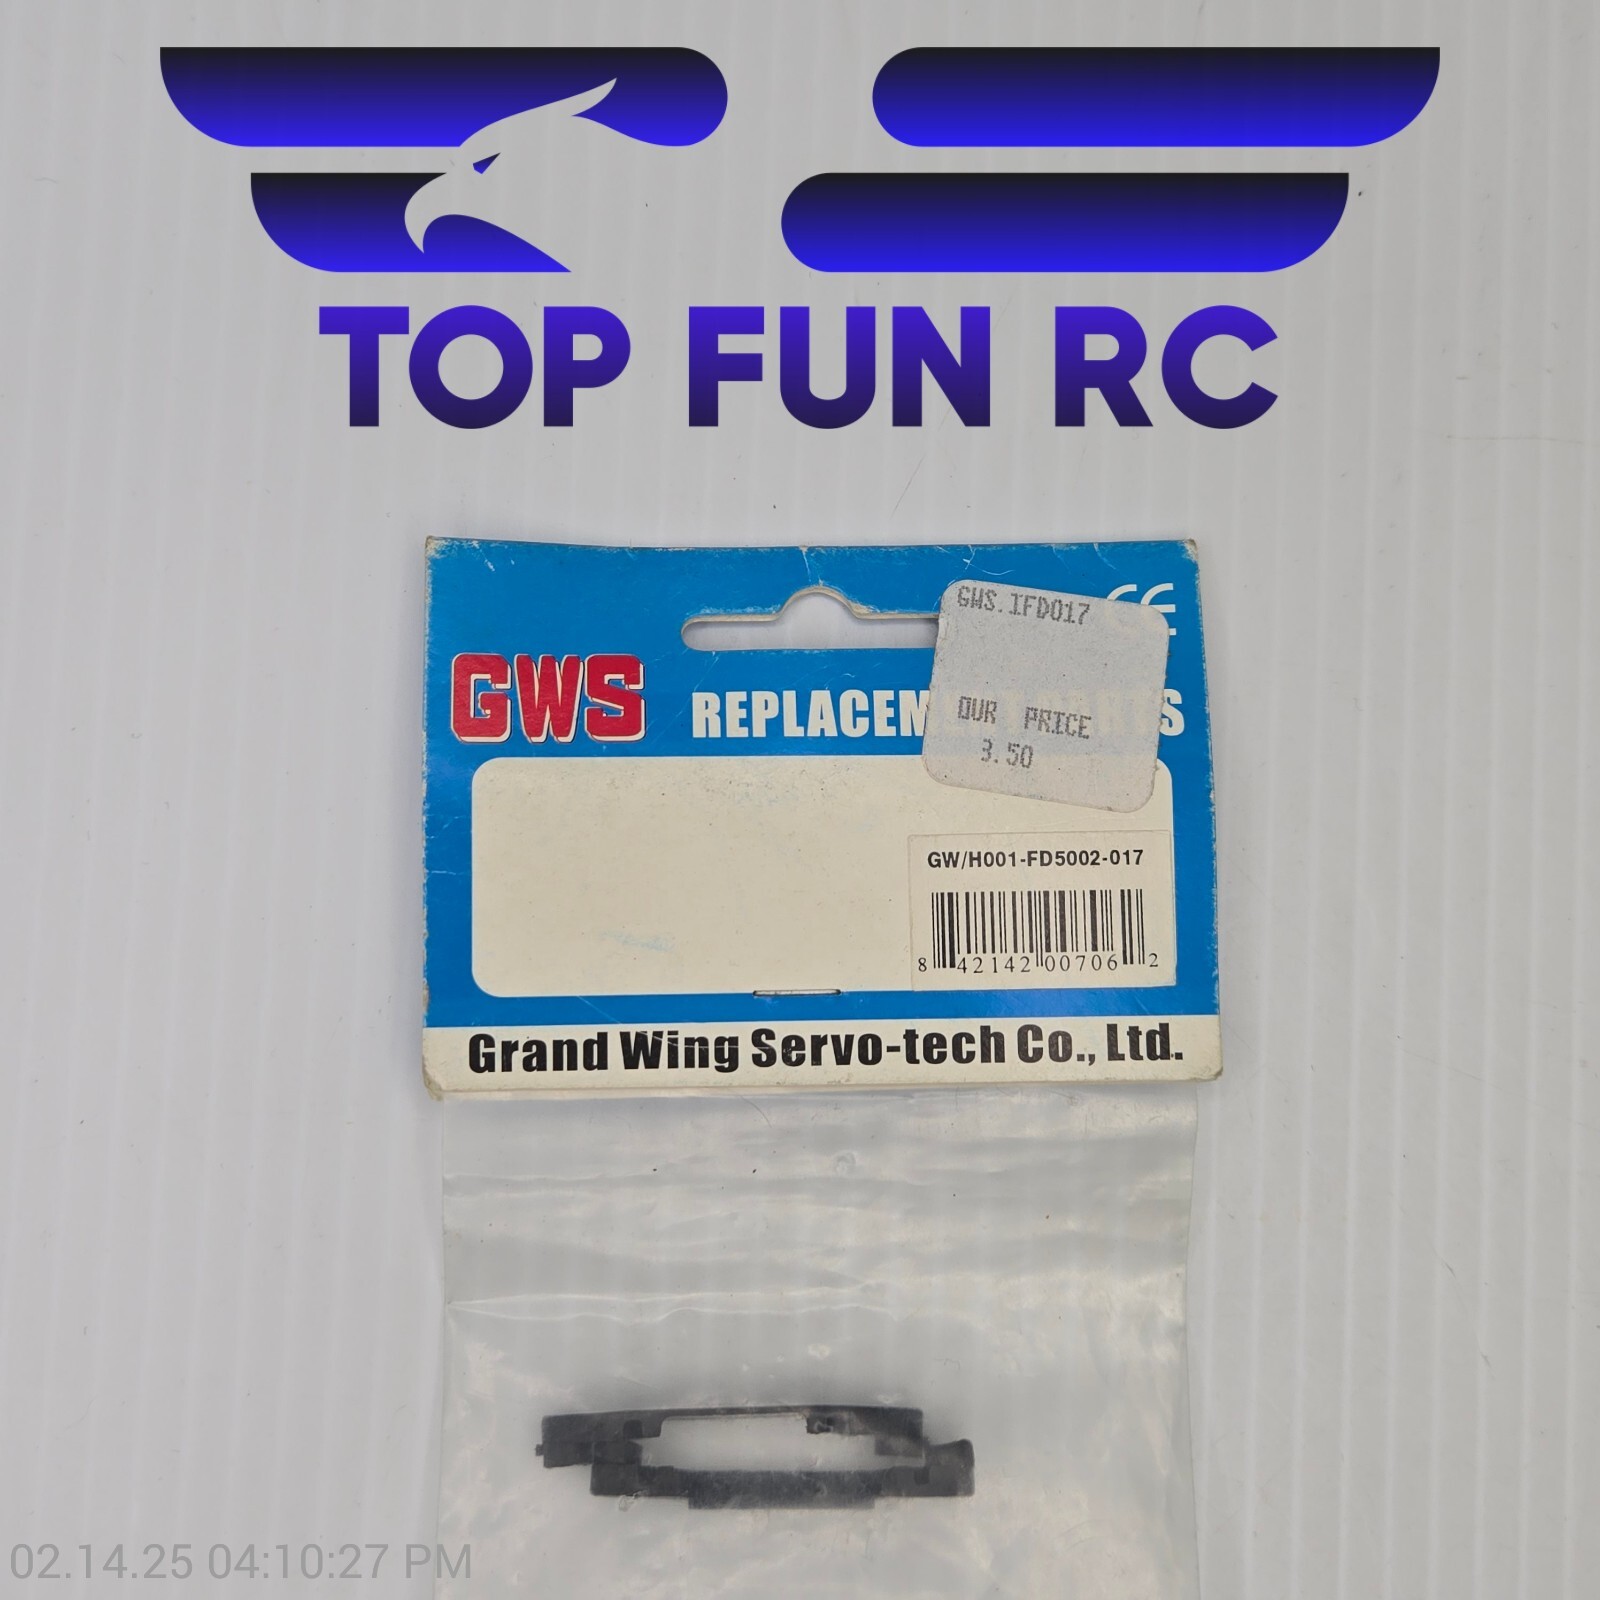 TOP FUN RC
GWS.IFD017
GWS
REPLACEM
S
OUR PRICE
3.50
GW/H001-FD5002-017
8 42142 00706 2
Grand Wing Servo-tech Co., Ltd.
02.14.25 04:10:27 PM